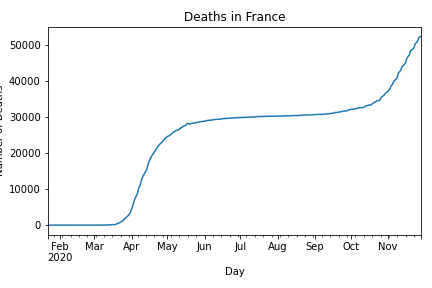 Deaths in France
50000
40000
30000
20000
10000
0
Number of Deaths
Feb Mar Apr May Jun Jul Aug Sep Oct Nov
2020
Day